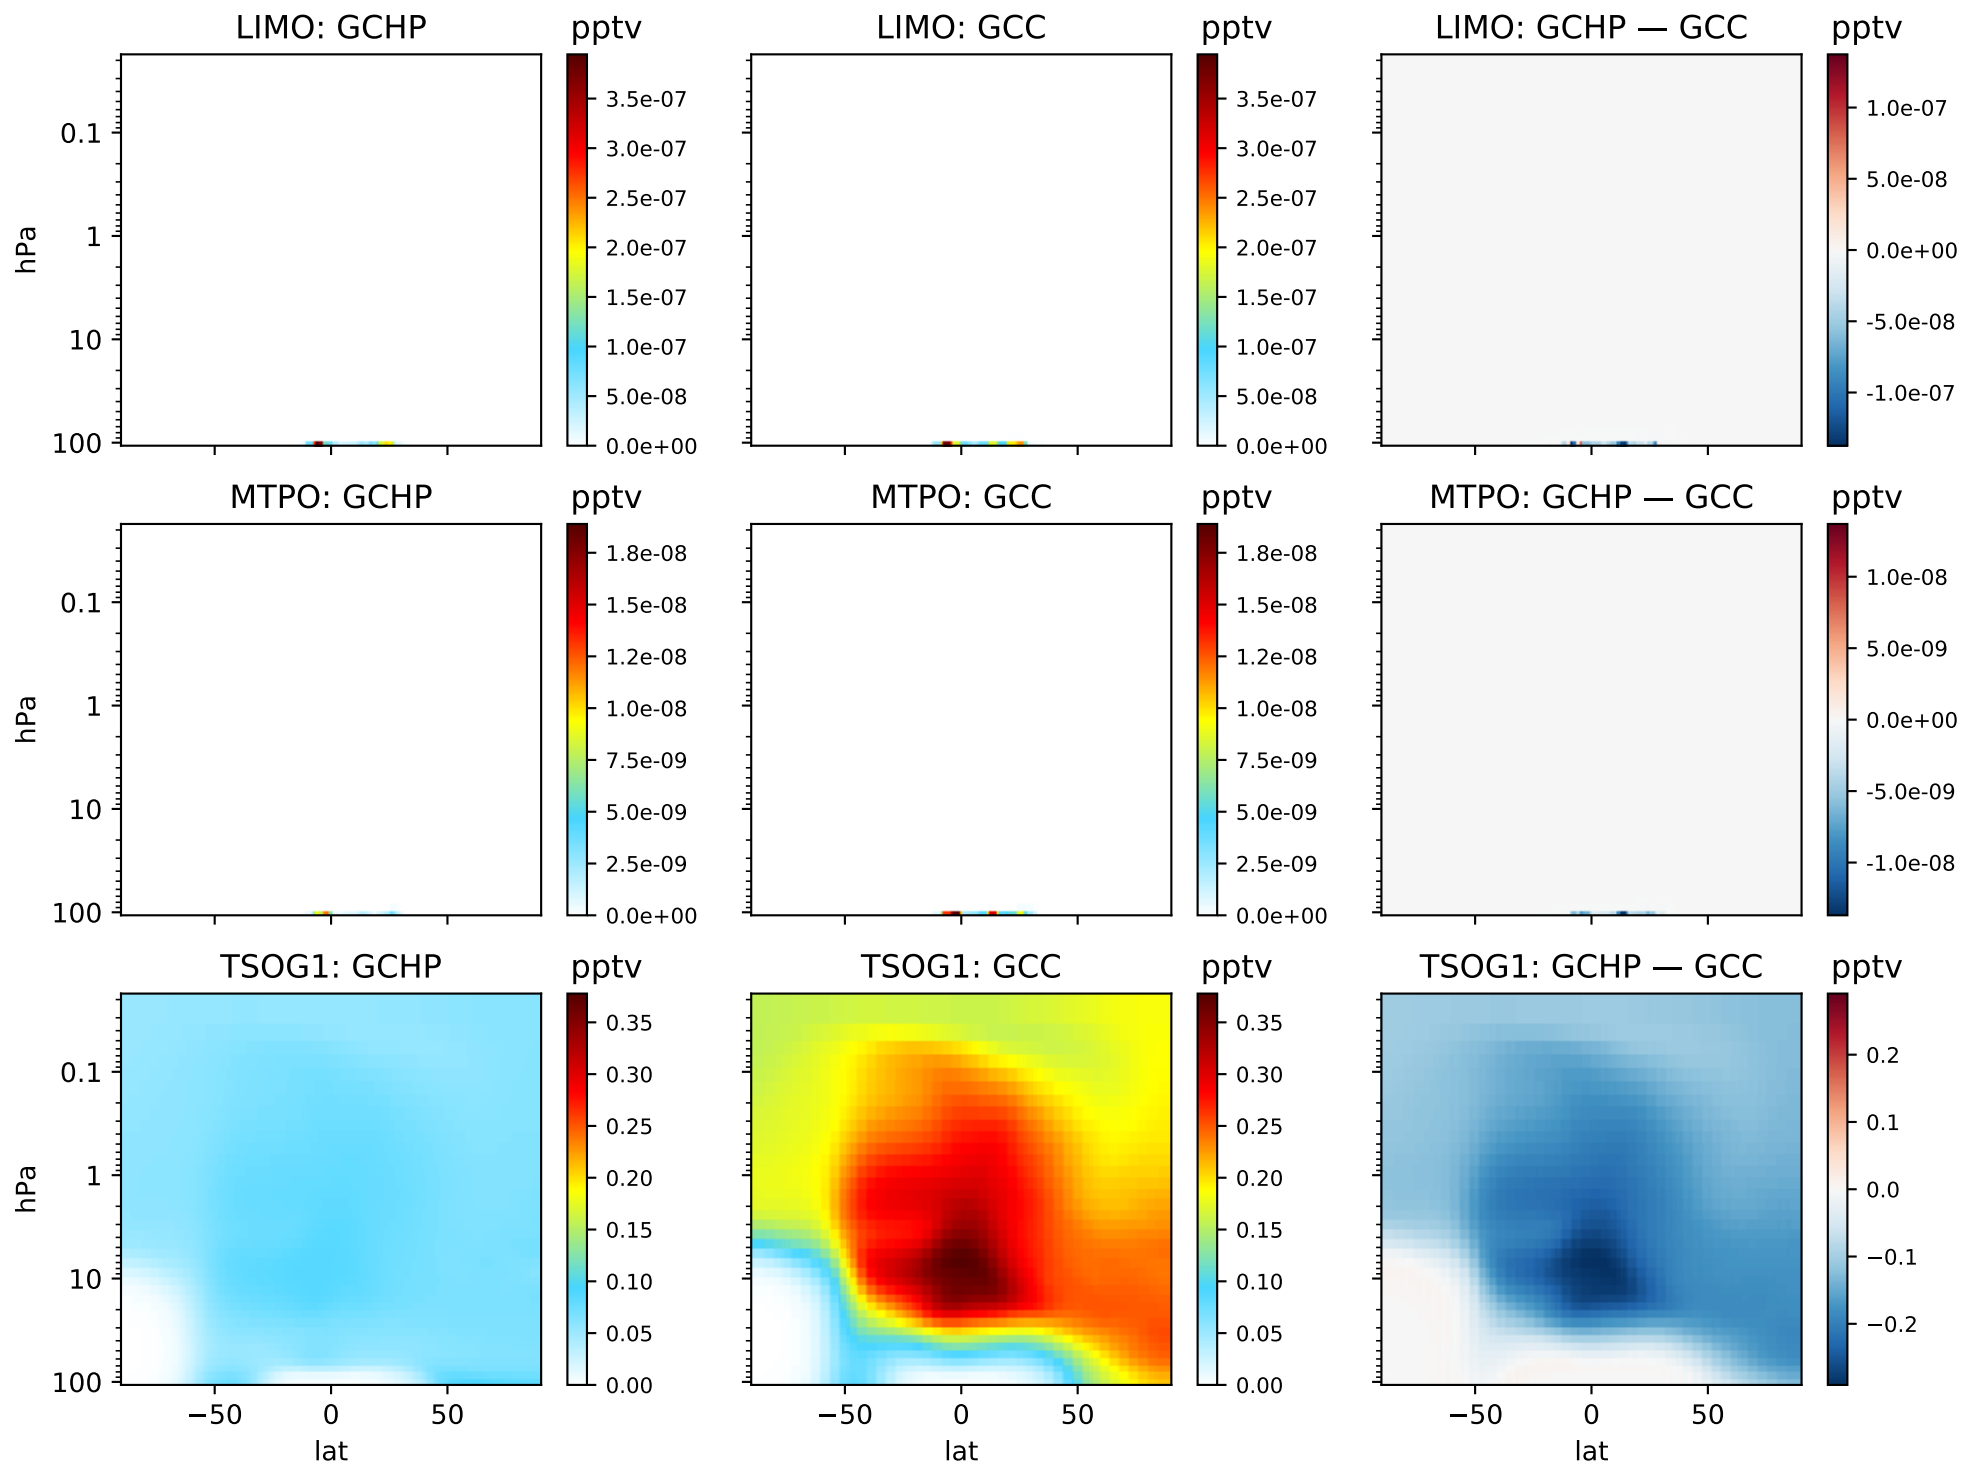 LIMO: GCHP
pptv
LIMO: GCC
pptv
LIMO: GCHP — GCC
pptv
hPa
0.1
1
10
100
3.5e-07
3.0e-07
2.5e-07
2.0e-07
1.5e-07
1.0e-07
5.0e-08
0.0e+00
3.5e-07
3.0e-07
2.5e-07
2.0e-07
1.5e-07
1.0e-07
5.0e-08
0.0e+00
1.0e-07
5.0e-08
0.0e+00
-5.0e-08
-1.0e-07
MTPO: GCHP
pptv
MTPO: GCC
pptv
MTPO: GCHP — GCC
pptv
hPa
0.1
1
10
100
1.8e-08
1.5e-08
1.2e-08
1.0e-08
7.5e-09
5.0e-09
2.5e-09
0.0e+00
1.8e-08
1.5e-08
1.2e-08
1.0e-08
7.5e-09
5.0e-09
2.5e-09
0.0e+00
1.0e-08
5.0e-09
0.0e+00
-5.0e-09
-1.0e-08
TSOG1: GCHP
pptv
TSOG1: GCC
pptv
TSOG1: GCHP — GCC
pptv
hPa
0.1
1
10
100
0.35
0.30
0.25
0.20
0.15
0.10
0.05
0.00
0.35
0.30
0.25
0.20
0.15
0.10
0.05
0.00
0.2
0.1
0.0
−0.1
−0.2
−50 0 50
lat
−50 0 50
lat
−50 0 50
lat